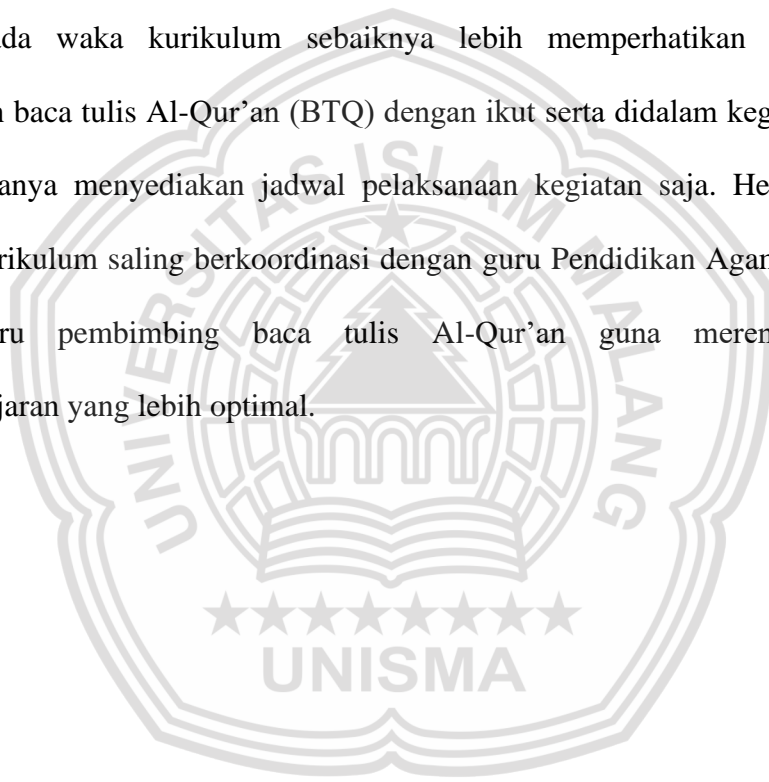 da waka kurikulum sebaiknya lebih memperhatikan
baca tulis Al-Qur’an (BTQ) dengan ikut serta didalam keg
anya menyediakan jadwal pelaksanaan kegiatan saja. He
rikulum saling berkoordinasi dengan guru Pendidikan Agan
ru pembimbing baca tulis Al-Qur’an guna meren
jaran yang lebih optimal.
UNIVERSITAS ISLAM MALANG
UNISMA